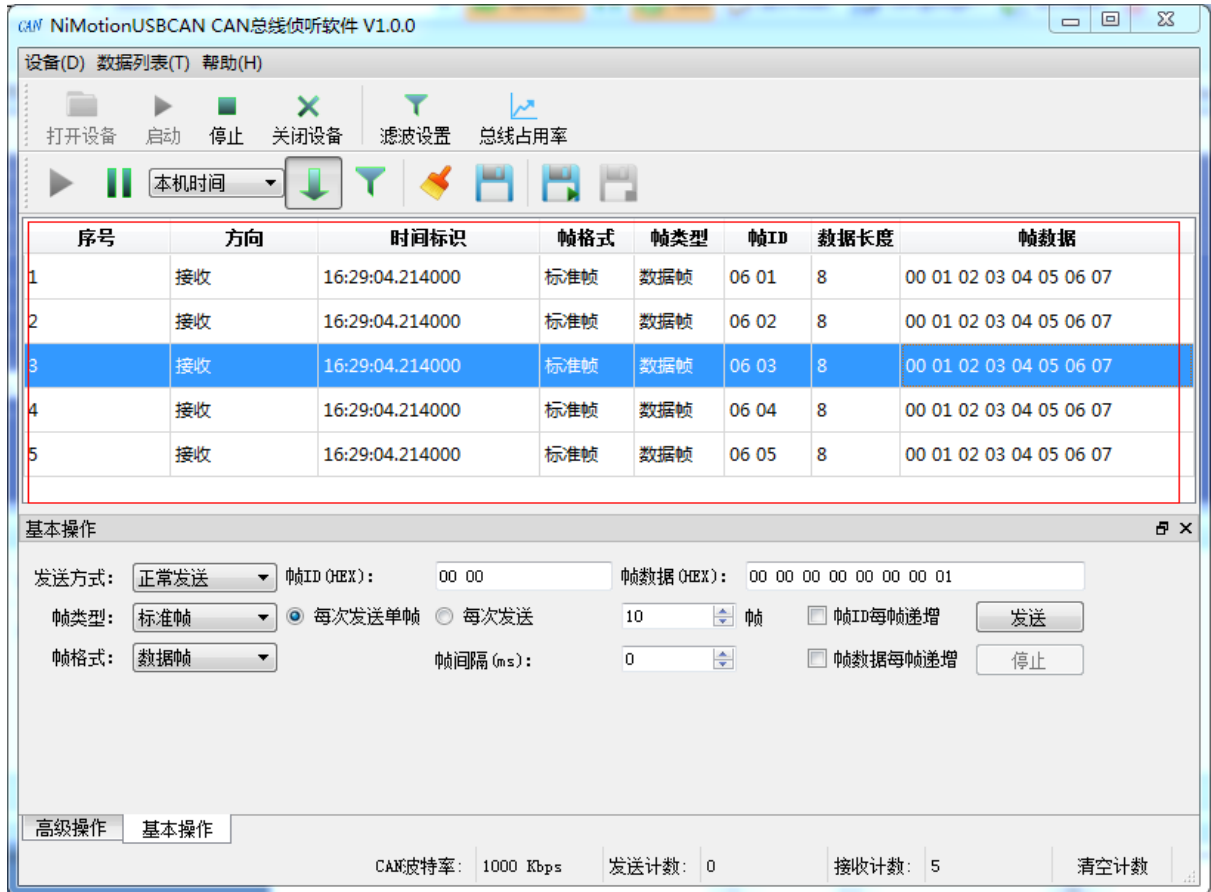 CAN NiMotionUSBCAN CAN总线侦听软件 V1.0.0
设备(D) 数据列表(T) 帮助(H)
打开设备 启动 停止 关闭设备 滤波设置 总线占用率
本机时间
序号 方向 时间标识 帧格式 帧类型 帧ID 数据长度 帧数据
1 接收 16:29:04.214000 标准帧 数据帧 06 01 8 00 01 02 03 04 05 06 07
2 接收 16:29:04.214000 标准帧 数据帧 06 02 8 00 01 02 03 04 05 06 07
3 接收 16:29:04.214000 标准帧 数据帧 06 03 8 00 01 02 03 04 05 06 07
4 接收 16:29:04.214000 标准帧 数据帧 06 04 8 00 01 02 03 04 05 06 07
5 接收 16:29:04.214000 标准帧 数据帧 06 05 8 00 01 02 03 04 05 06 07
基本操作
发送方式: 正常发送 帧ID(HEX): 00 00 帧数据(HEX): 00 00 00 00 00 00 00 01
帧类型: 标准帧 每次发送单帧 每次发送 10 帧 帧ID每帧递增 发送
帧格式: 数据帧 帧间隔(ms): 0 帧数据每帧递增 停止
高级操作 基本操作
CAN波特率: 1000 Kbps 发送计数: 0 接收计数: 5 清空计数